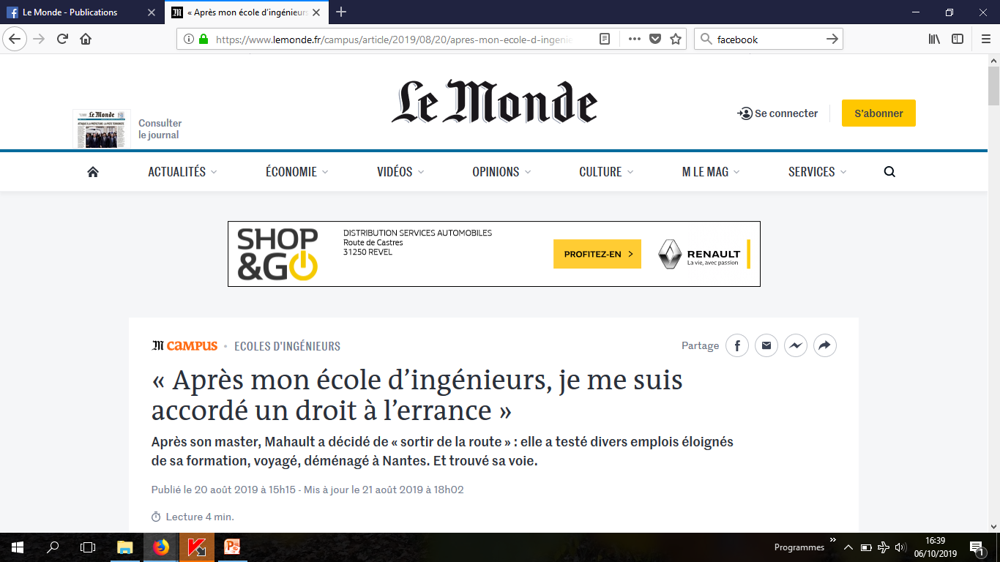 Le Monde - Publications
« Après mon école d'ingénieurs
https://www.lemonde.fr/campus/article/2019/08/20/apres-mon-ecole-d-ingenie
facebook
Le Monde
Consulter
le journal
Le Monde
Se connecter
S'abonner
ACTUALITÉS
ÉCONOMIE
VIDÉOS
OPINIONS
CULTURE
M LE MAG
SERVICES
SHOP
&GO
DISTRIBUTION SERVICES AUTOMOBILES
Route de Castres
31250 REVEL
PROFITEZ-EN >
RENAULT
La vie, avec passion
M CAMPUS • ECOLES D'INGÉNIEURS
Partage
« Après mon école d'ingénieurs, je me suis
accordé un droit à l'errance »
Après son master, Mahault a décidé de « sortir de la route » : elle a testé divers emplois éloignés
de sa formation, voyagé, déménagé à Nantes. Et trouvé sa voie.
Publié le 20 août 2019 à 15h15 - Mis à jour le 21 août 2019 à 18h02
Lecture 4 min.
Programmes
16:39
06/10/2019
1